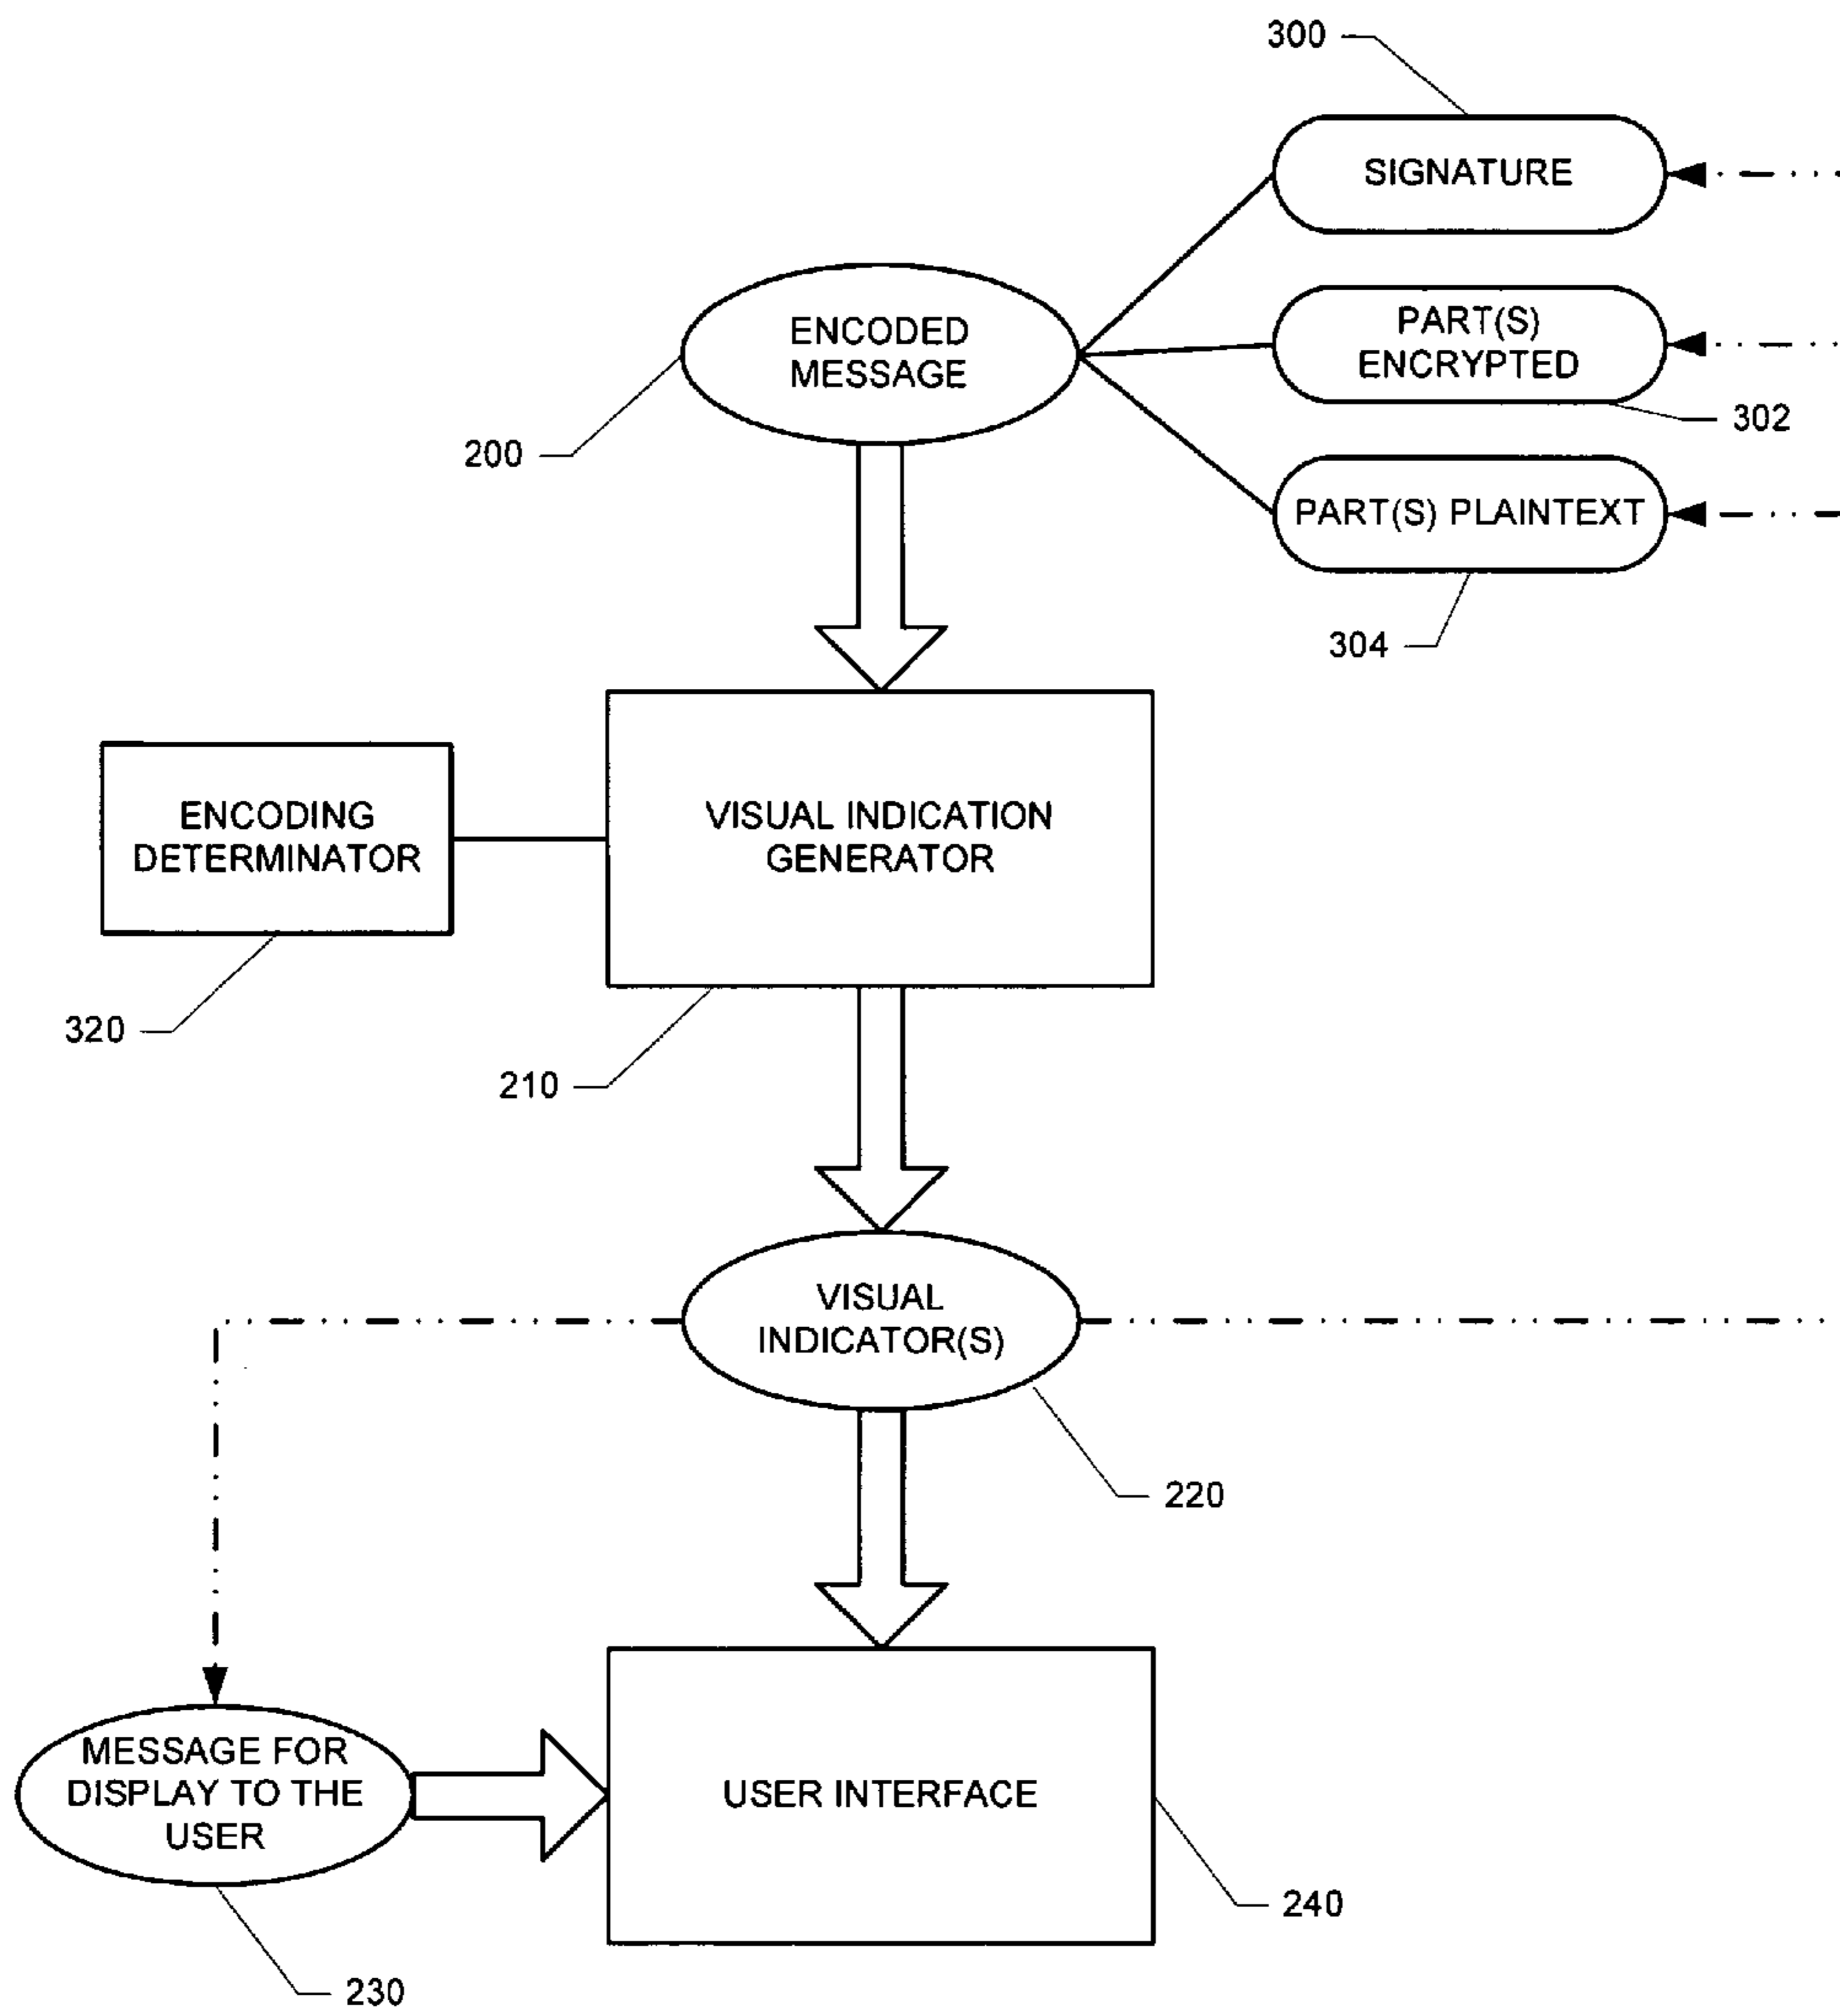 300
SIGNATURE
ENCODED
MESSAGE
PART(S)
ENCRYPTED
302
200
PART(S) PLAINTEXT
304
ENCODING
DETERMINATOR
VISUAL INDICATION
GENERATOR
320
210
VISUAL
INDICATOR(S)
220
MESSAGE FOR
DISPLAY TO THE
USER
USER INTERFACE
240
230